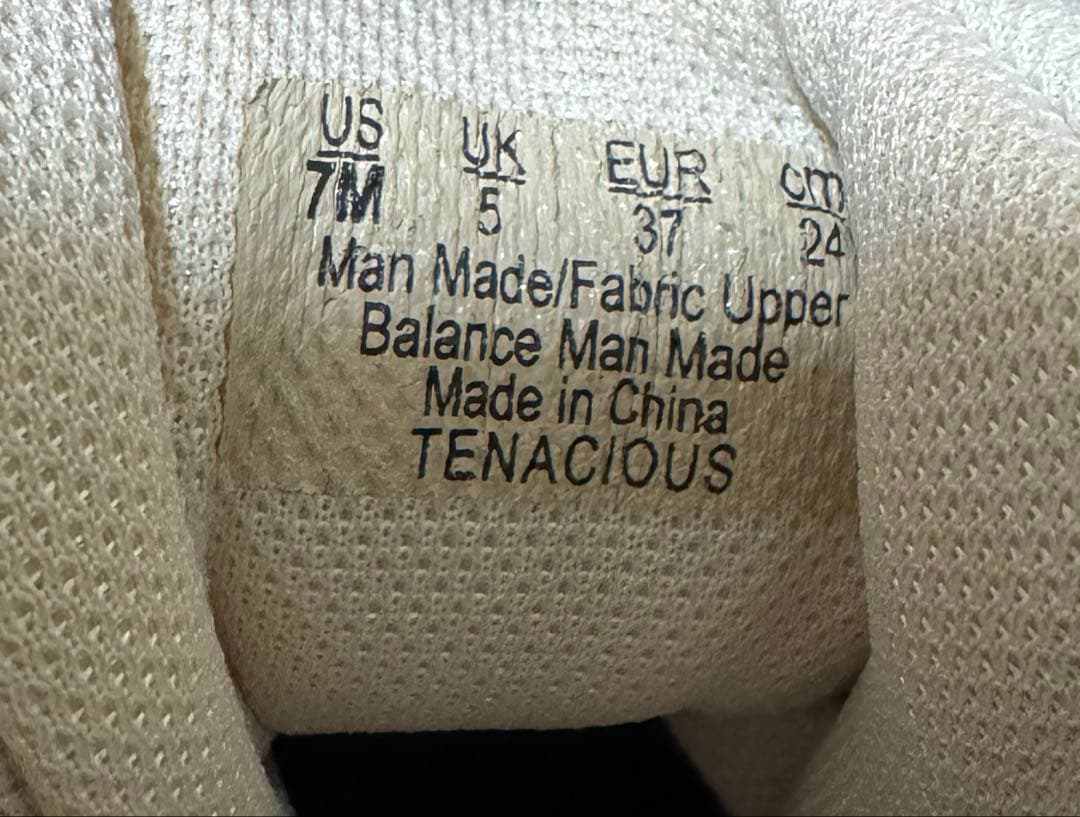 US UK EUR cm
7M 5 37 24
Man Made/Fabric Upper
Balance Man Made
Made in China
TENACIOUS